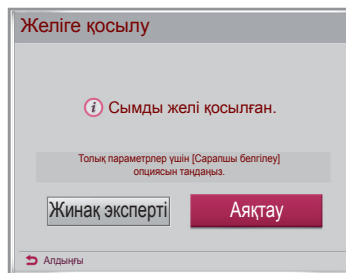 Желіге қосылу
Сымды желі қосылған.
Толық параметрлер үшін [Сарапшы белгілеу]
опциясын таңдаңыз.
Жинақ эксперті
Аяқтау
Алдыңғы